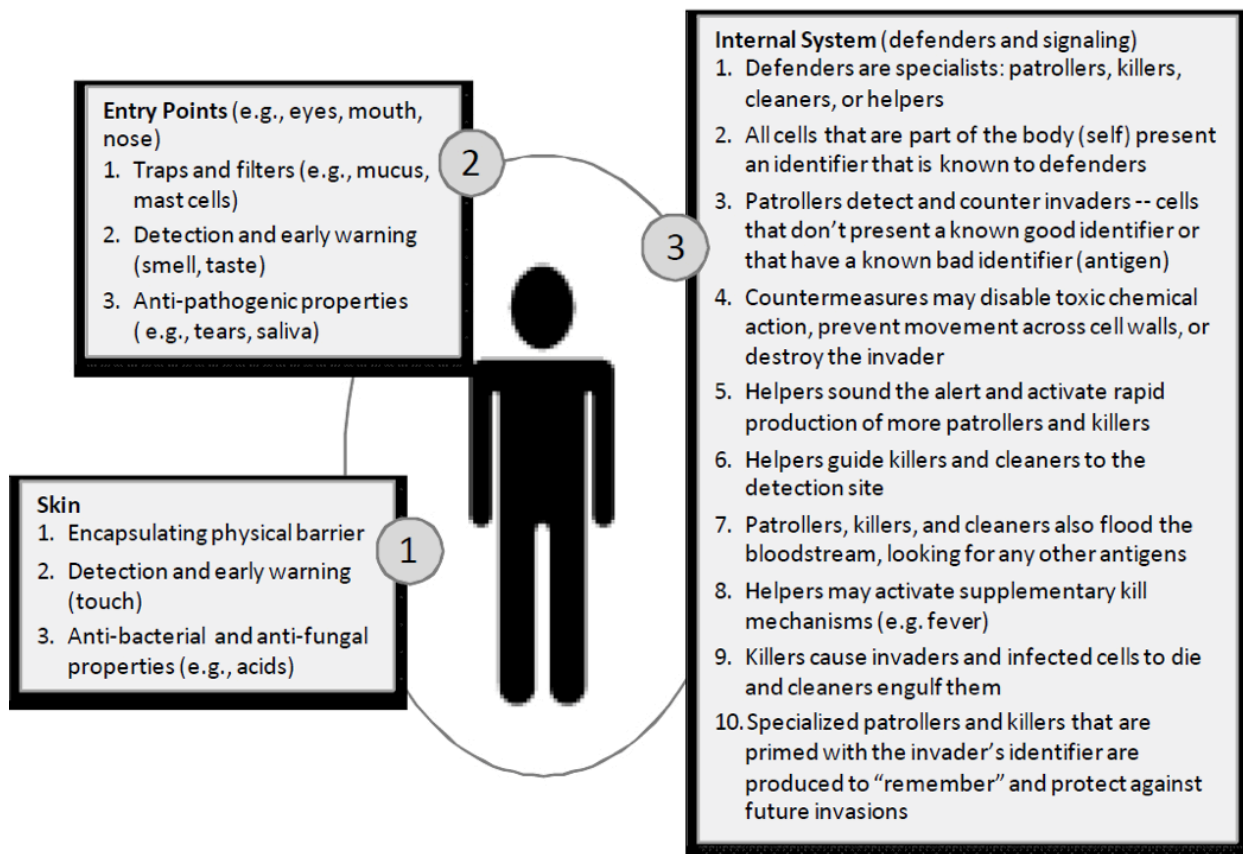 Entry Points (e.g., eyes, mouth,
nose)
1. Traps and filters (e.g., mucus,
mast cells)
2. Detection and early warning
(smell, taste)
3. Anti-pathogenic properties
( e.g., tears, saliva)
2
Skin
1. Encapsulating physical barrier
2. Detection and early warning
(touch)
3. Anti-bacterial and anti-fungal
properties (e.g., acids)
1
3
Internal System (defenders and signaling)
1. Defenders are specialists: patrollers, killers,
cleaners, or helpers
2. All cells that are part of the body (self) present
an identifier that is known to defenders
3. Patrollers detect and counter invaders -- cells
that don't present a known good identifier or
that have a known bad identifier (antigen)
4. Countermeasures may disable toxic chemical
action, prevent movement across cell walls, or
destroy the invader
5. Helpers sound the alert and activate rapid
production of more patrollers and killers
6. Helpers guide killers and cleaners to the
detection site
7. Patrollers, killers, and cleaners also flood the
bloodstream, looking for any other antigens
8. Helpers may activate supplementary kill
mechanisms (e.g. fever)
9. Killers cause invaders and infected cells to die
and cleaners engulf them
10. Specialized patrollers and killers that are
primed with the invader's identifier are
produced to “remember” and protect against
future invasions